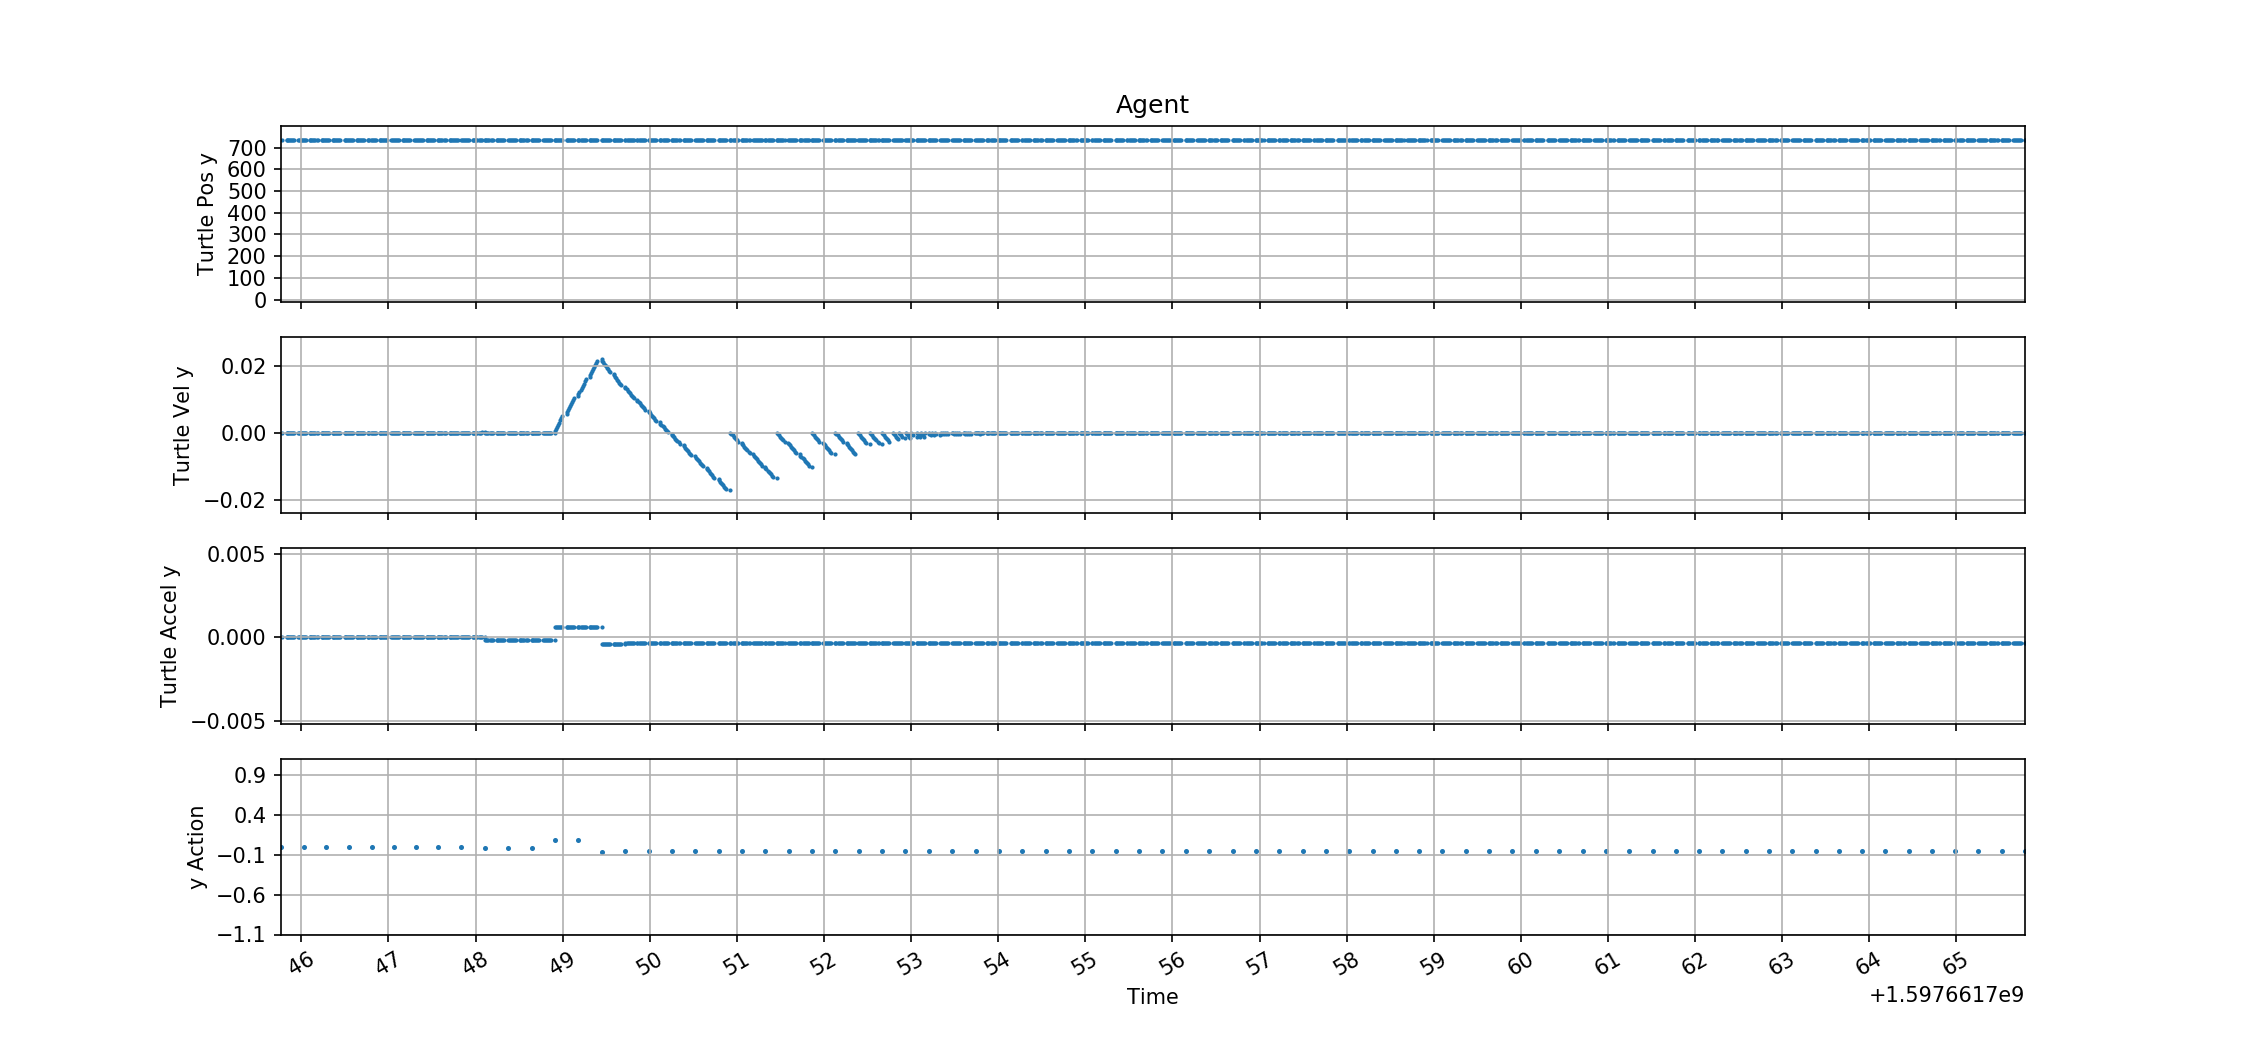 Agent
Turtle Pos y
700
600
500
400
300
200
100
0
Turtle Vel y
0.02
0.00
−0.02
Turtle Accel y
0.005
0.000
−0.005
y Action
0.9
0.4
−0.1
−0.6
−1.1
46 47 48 49 50 51 52 53 54 55 56 57 58 59 60 61 62 63 64 65
Time
+1.5976617e9